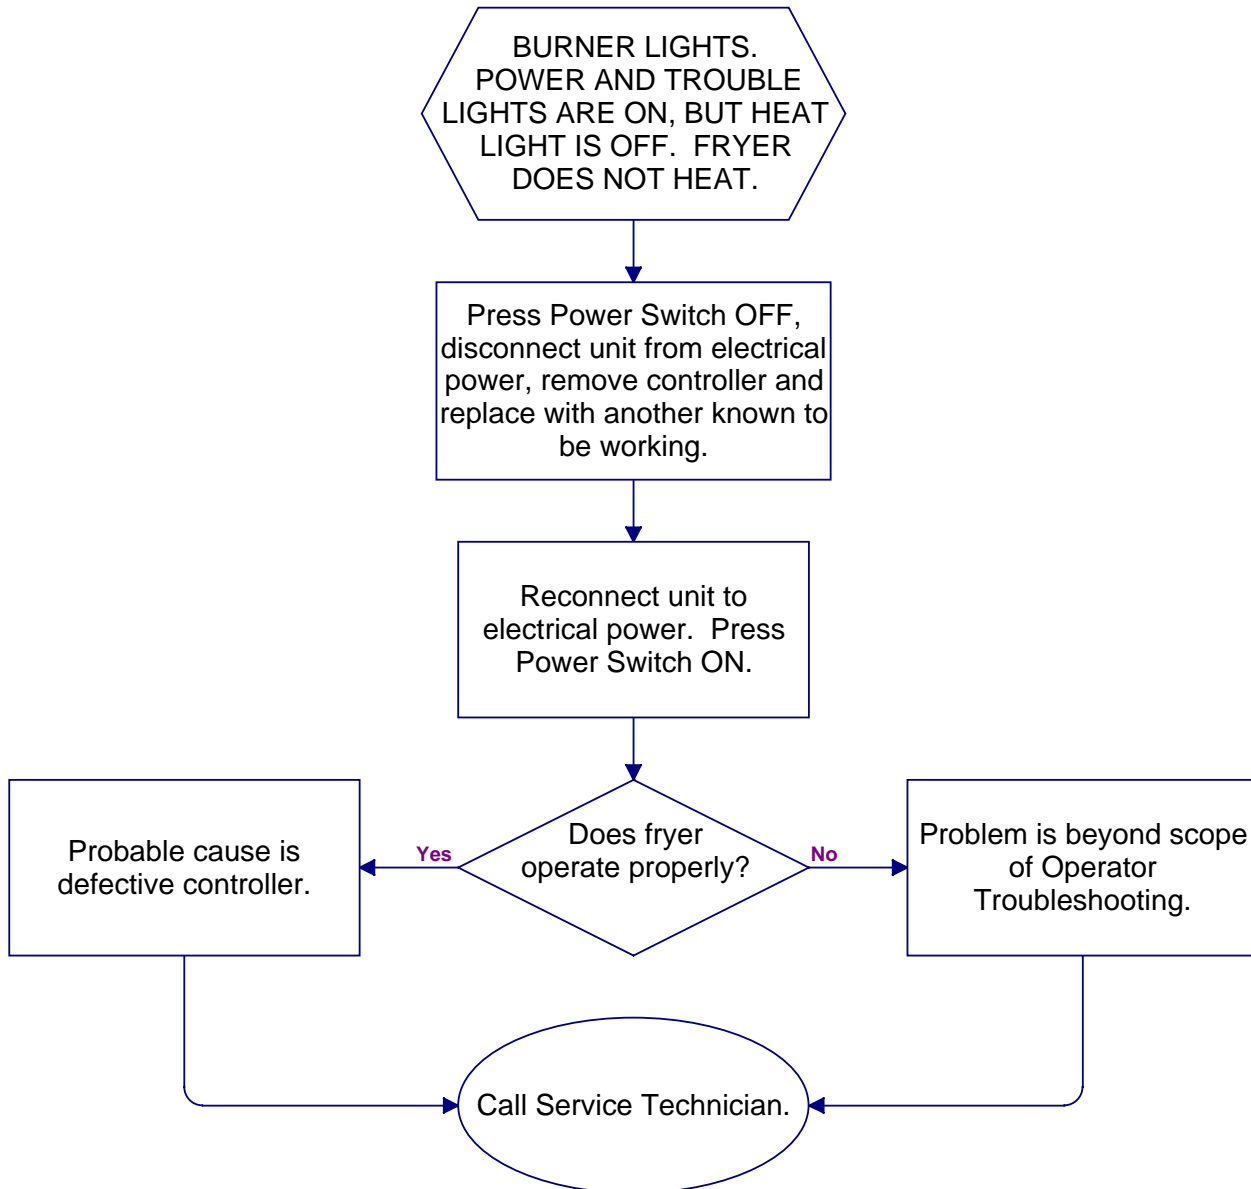 BURNER LIGHTS.
POWER AND TROUBLE
LIGHTS ARE ON, BUT HEAT
LIGHT IS OFF.  FRYER
DOES NOT HEAT.
Press Power Switch OFF,
disconnect unit from electrical
power, remove controller and
replace with another known to
be working.
Reconnect unit to
electrical power.  Press
Power Switch ON.
Does fryer
operate properly?
Yes
No
Probable cause is
defective controller.
Problem is beyond scope
of Operator
Troubleshooting.
Call Service Technician.